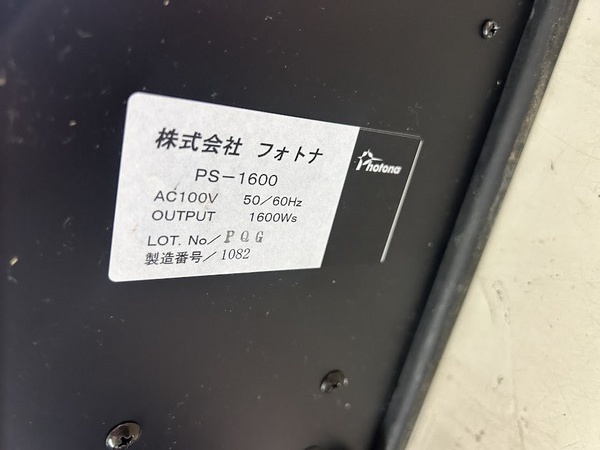 株式会社 フォトナ
Photona
PS-1600
AC100V 50/60Hz
OUTPUT 1600Ws
LOT. No/PQG
製造番号/1082